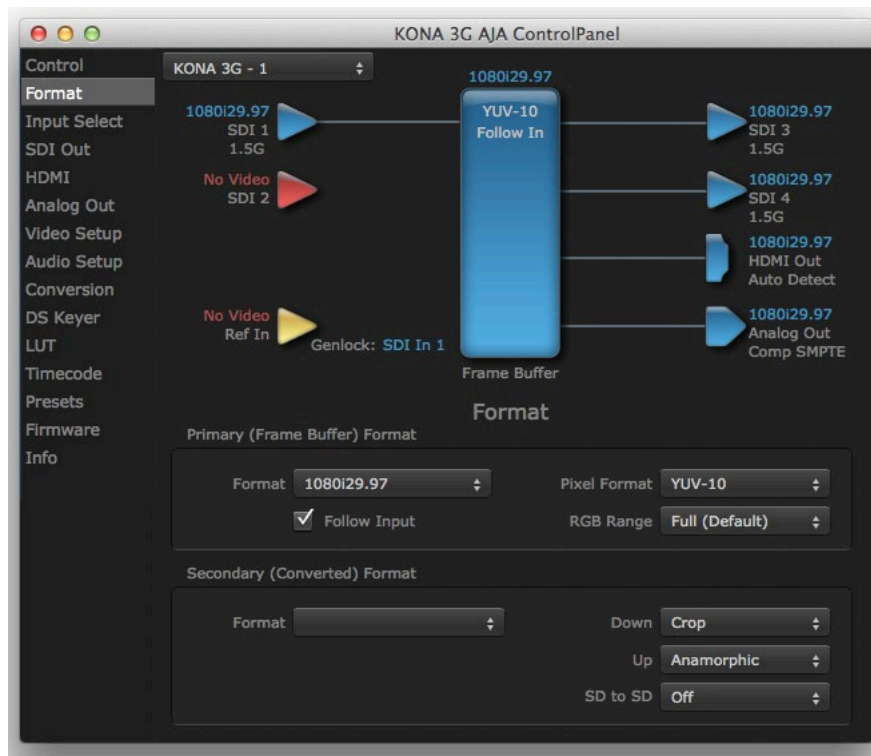 KONA 3G AJA ControlPanel
Control
Format
Input Select
SDI Out
HDMI
Analog Out
Video Setup
Audio Setup
Conversion
DS Keyer
LUT
Timecode
Presets
Firmware
Info
KONA 3G - 1
1080i29.97
SDI 1
1.5G
No Video
SDI 2
No Video
Ref In
Genlock: SDI In 1
1080i29.97
YUV-10
Follow In
Frame Buffer
1080i29.97
SDI 3
1.5G
1080i29.97
SDI 4
1.5G
1080i29.97
HDMI Out
Auto Detect
1080i29.97
Analog Out
Comp SMPTE
Format
Primary (Frame Buffer) Format
Format 1080i29.97
Pixel Format YUV-10
Follow Input
RGB Range Full (Default)
Secondary (Converted) Format
Format
Down Crop
Up Anamorphic
SD to SD Off